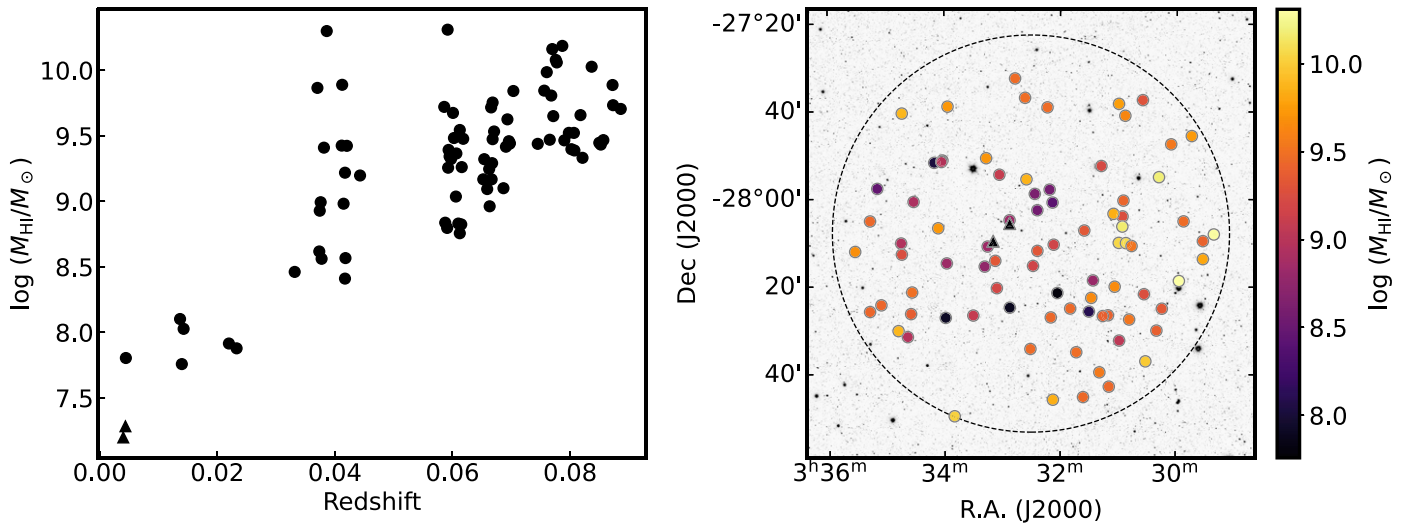 10.0
9.5
9.0
8.5
8.0
7.5
log (M_HI/M_⊙)
0.00
0.02
0.04
0.06
0.08
Redshift
-27°20'
40'
-28°00'
20'
40'
Dec (J2000)
3ʰ36ᵐ
34ᵐ
32ᵐ
30ᵐ
R.A. (J2000)
10.0
9.5
9.0
8.5
8.0
log (M_HI/M_⊙)